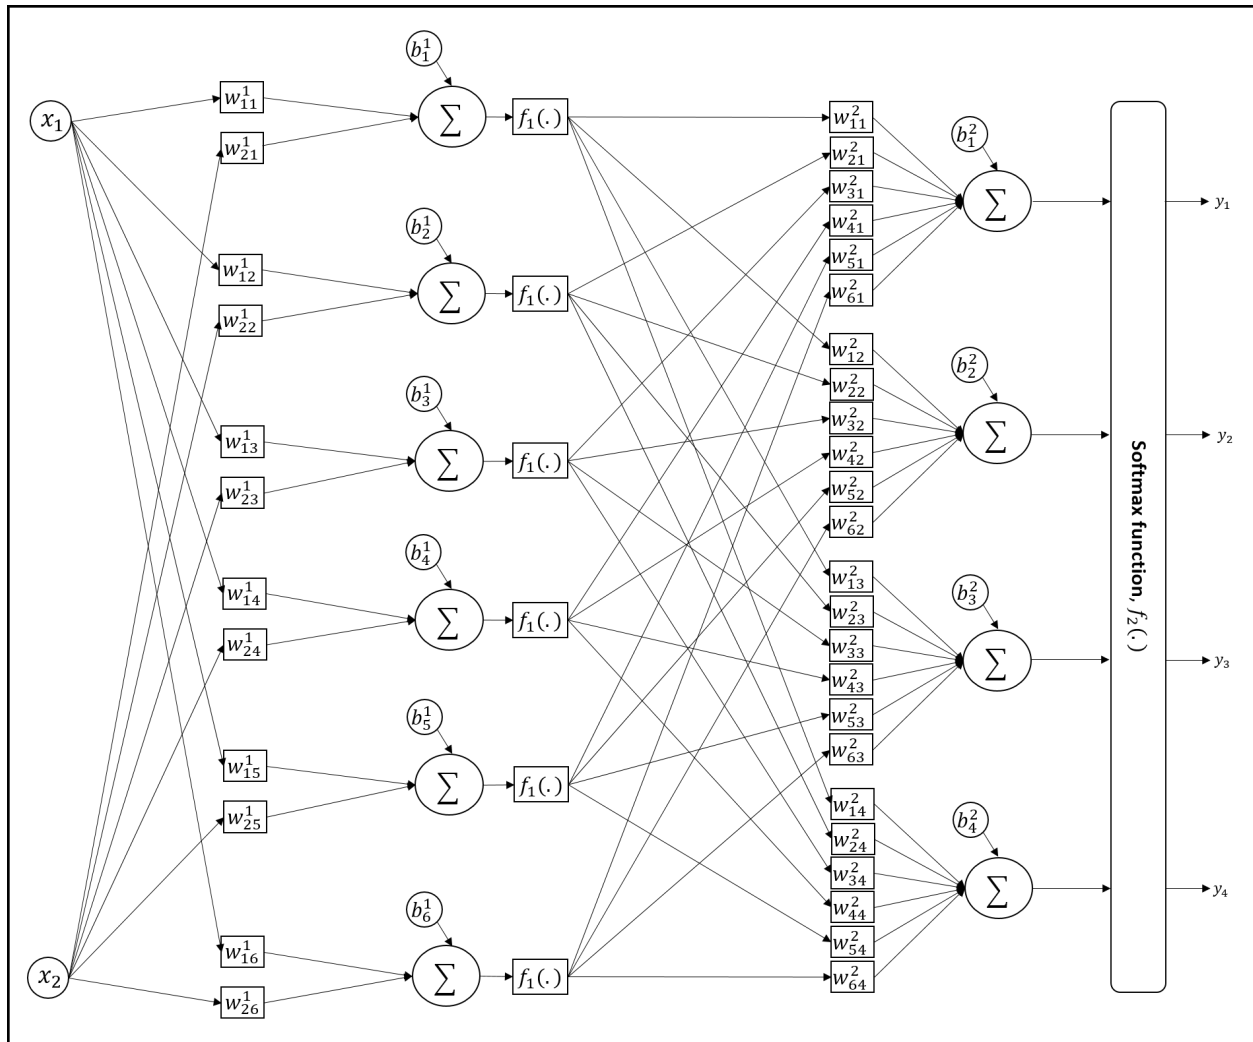 x₁
x₂
w¹₁₁
w¹₂₁
w¹₁₂
w¹₂₂
w¹₁₃
w¹₂₃
w¹₁₄
w¹₂₄
w¹₁₅
w¹₂₅
w¹₁₆
w¹₂₆
b¹₁
∑
f₁(.)
b¹₂
∑
f₁(.)
b¹₃
∑
f₁(.)
b¹₄
∑
f₁(.)
b¹₅
∑
f₁(.)
b¹₆
∑
f₁(.)
w²₁₁
w²₂₁
w²₃₁
w²₄₁
w²₅₁
w²₆₁
w²₁₂
w²₂₂
w²₃₂
w²₄₂
w²₅₂
w²₆₂
w²₁₃
w²₂₃
w²₃₃
w²₄₃
w²₅₃
w²₆₃
w²₁₄
w²₂₄
w²₃₄
w²₄₄
w²₅₄
w²₆₄
b²₁
∑
b²₂
∑
b²₃
∑
b²₄
∑
Softmax function, f₂(.)
y₁
y₂
y₃
y₄